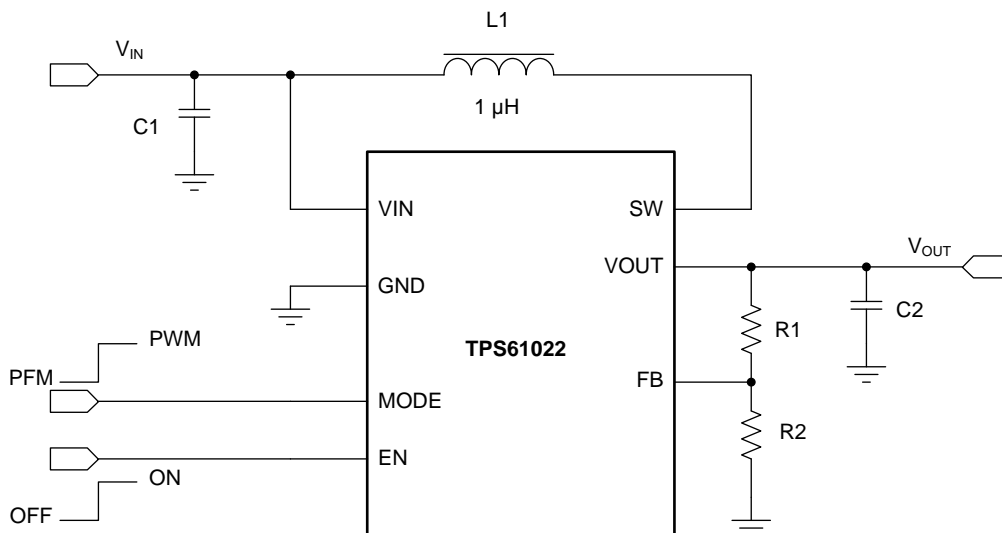 L1
V_IN
C1
1 µH
VIN
SW
VOUT
V_OUT
GND
R1
C2
PWM
TPS61022
PFM
FB
MODE
R2
EN
ON
OFF